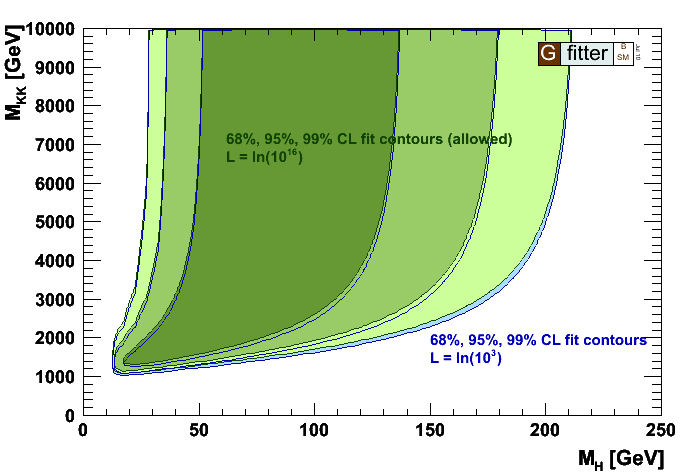 M_KK [GeV]
10000
9000
8000
7000
6000
5000
4000
3000
2000
1000
0
G fitter B SM
68%, 95%, 99% CL fit contours (allowed)
L = ln(10^16)
68%, 95%, 99% CL fit contours
L = ln(10^3)
0 50 100 150 200 250
M_H [GeV]